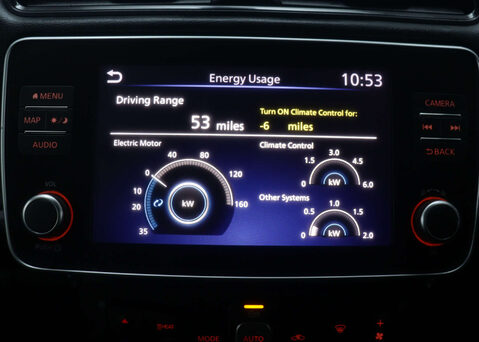 Energy Usage 10:53
MENU
MAP
AUDIO
CAMERA
BACK
VOL
Driving Range
53 miles
Turn ON Climate Control for:
-6 miles
Electric Motor
0 40 80 120 160
10 20 35
kW
Climate Control
1.5 3.0 4.5 6.0
0
kW
Other Systems
0.5 1.0 1.5 2.0
0
kW
MODE
AUTO